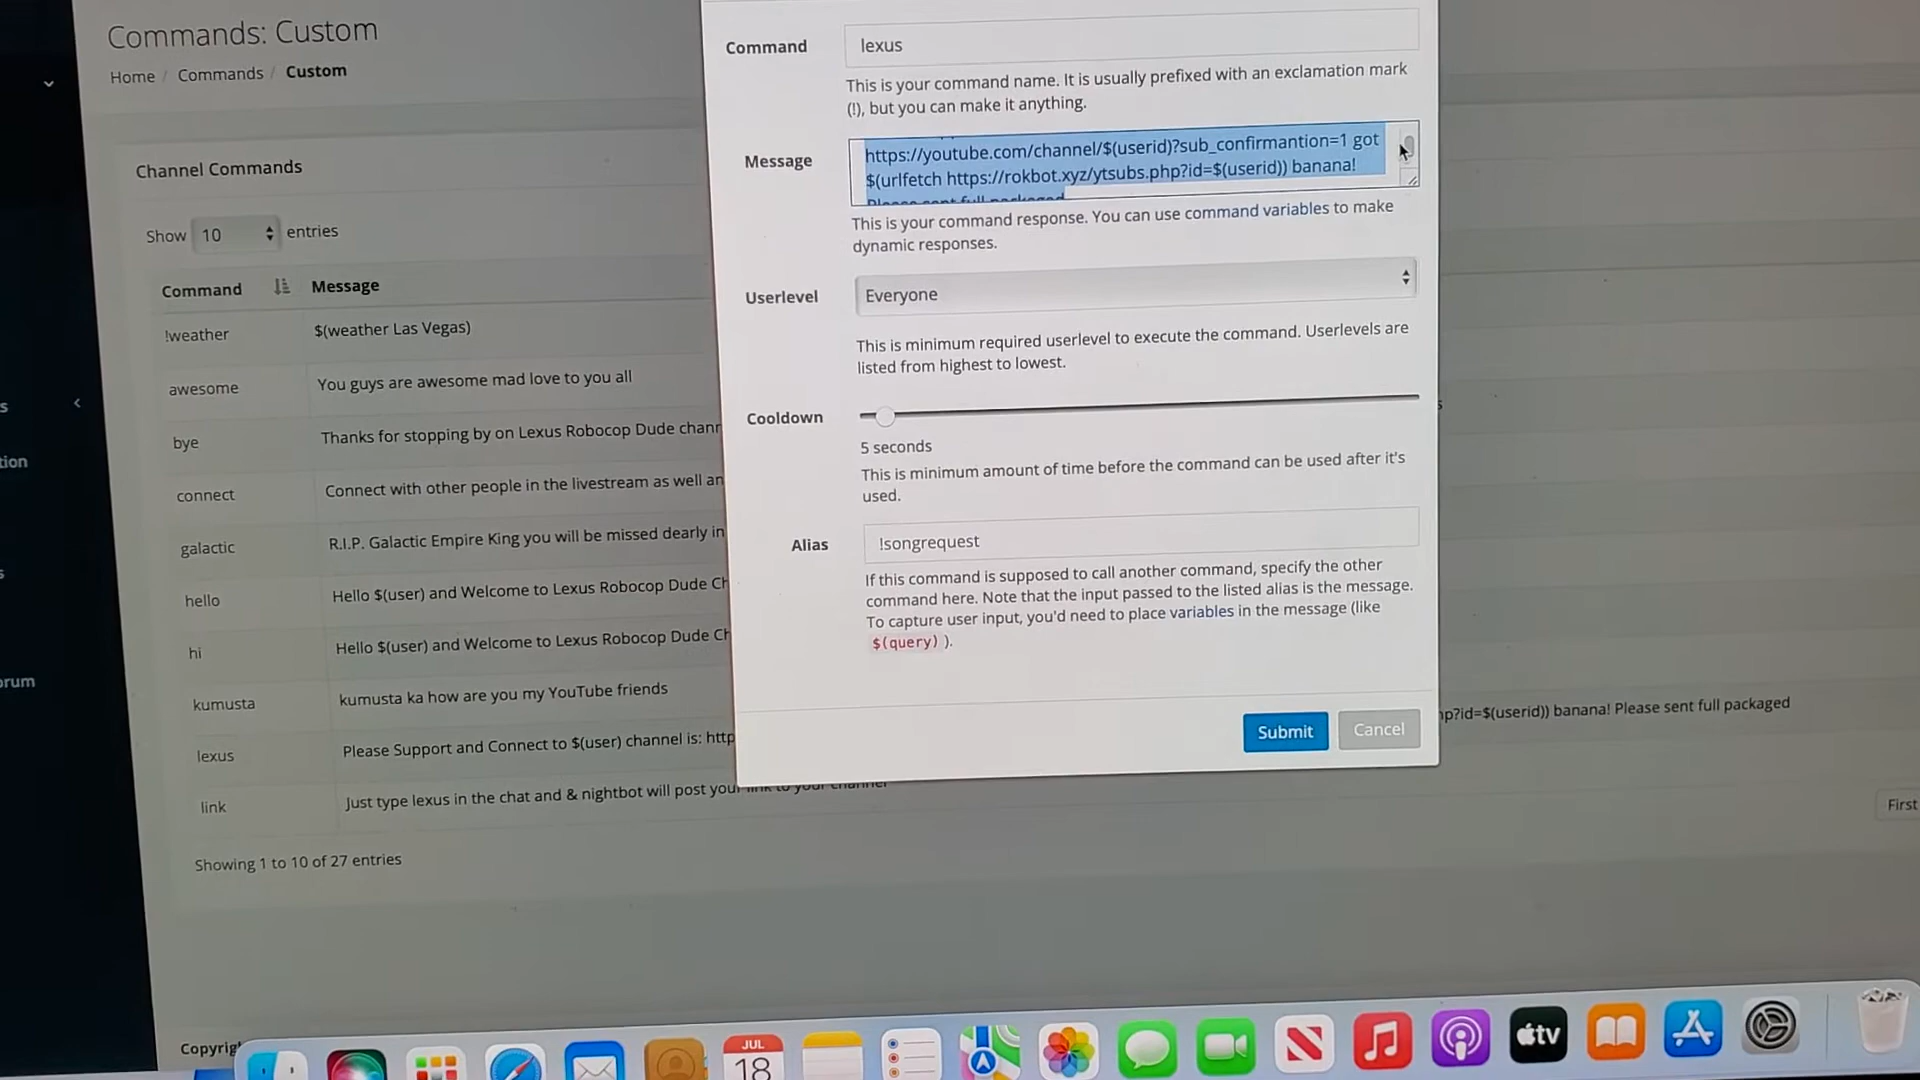 Commands: Custom
Home / Commands / Custom
Channel Commands
Show 10 entries
Command Message
!weather $(weather Las Vegas)
awesome You guys are awesome mad love to you all
bye Thanks for stopping by on Lexus Robocop Dude
connect Connect with other people in the livestream as well
galactic R.I.P. Galactic Empire King you will be missed dearly in
hello Hello $(user) and Welcome to Lexus Robocop Dude
hi Hello $(user) and Welcome to Lexus Robocop Dude
kumusta kumusta ka how are you my YouTube friends
lexus Please Support and Connect to $(user) channel is: http
p?id=$(userid)) banana! Please sent full packaged
link Just type lexus in the chat and & nightbot will post your link to your channel
Showing 1 to 10 of 27 entries
First
tion
orum
Command lexus
This is your command name. It is usually prefixed with an exclamation mark
(!), but you can make it anything.
Message
https://youtube.com/channel/$(userid)?sub_confirmantion=1 got
$(urlfetch https://rokbot.xyz/ytsubs.php?id=$(userid)) banana!
Please sent full packaged
This is your command response. You can use command variables to make
dynamic responses.
Userlevel Everyone
This is minimum required userlevel to execute the command. Userlevels are
listed from highest to lowest.
Cooldown
5 seconds
This is minimum amount of time before the command can be used after it's
used.
Alias !songrequest
If this command is supposed to call another command, specify the other
command here. Note that the input passed to the listed alias is the message.
To capture user input, you'd need to place variables in the message (like
$(query) ).
Submit Cancel
JUL
18
tv